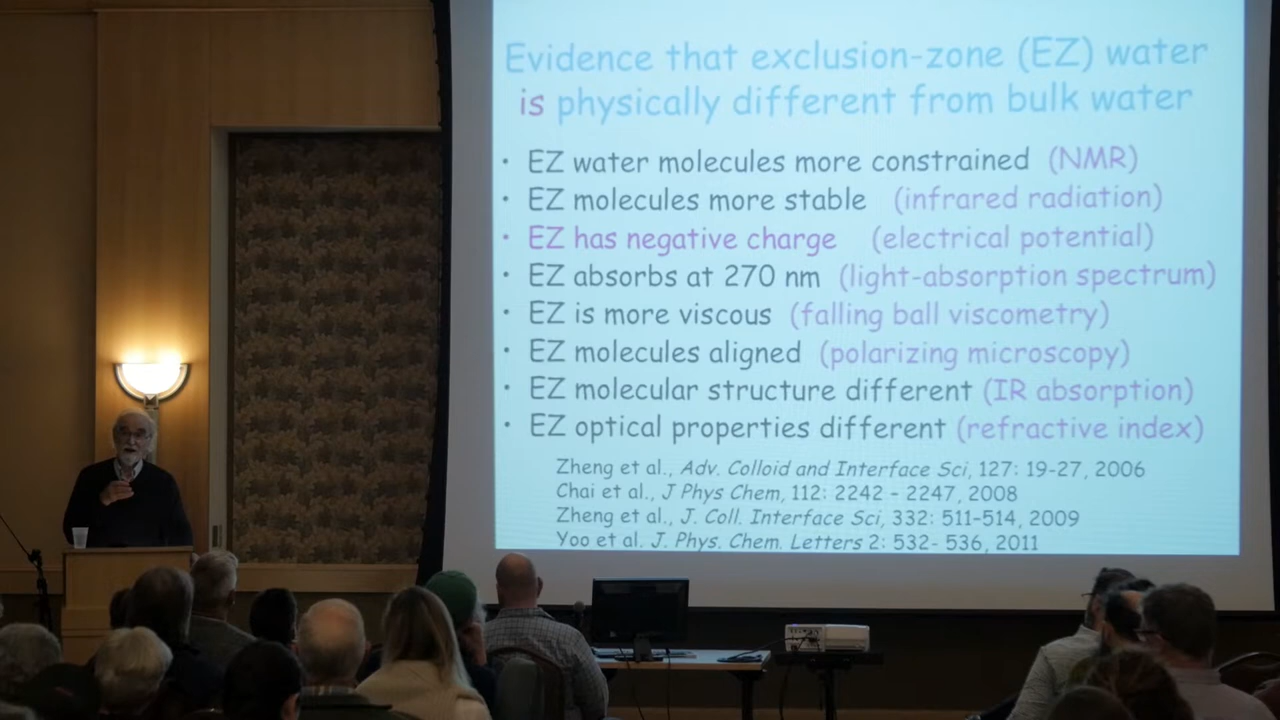 Evidence that exclusion-zone (EZ) water
is physically different from bulk water
• EZ water molecules more constrained (NMR)
• EZ molecules more stable (infrared radiation)
• EZ has negative charge (electrical potential)
• EZ absorbs at 270 nm (light-absorption spectrum)
• EZ is more viscous (falling ball viscometry)
• EZ molecules aligned (polarizing microscopy)
• EZ molecular structure different (IR absorption)
• EZ optical properties different (refractive index)
Zheng et al., Adv. Colloid and Interface Sci, 127: 19-27, 2006
Chai et al., J Phys Chem, 112: 2242 - 2247, 2008
Zheng et al., J. Coll. Interface Sci, 332: 511-514, 2009
Yoo et al. J. Phys. Chem. Letters 2: 532- 536, 2011